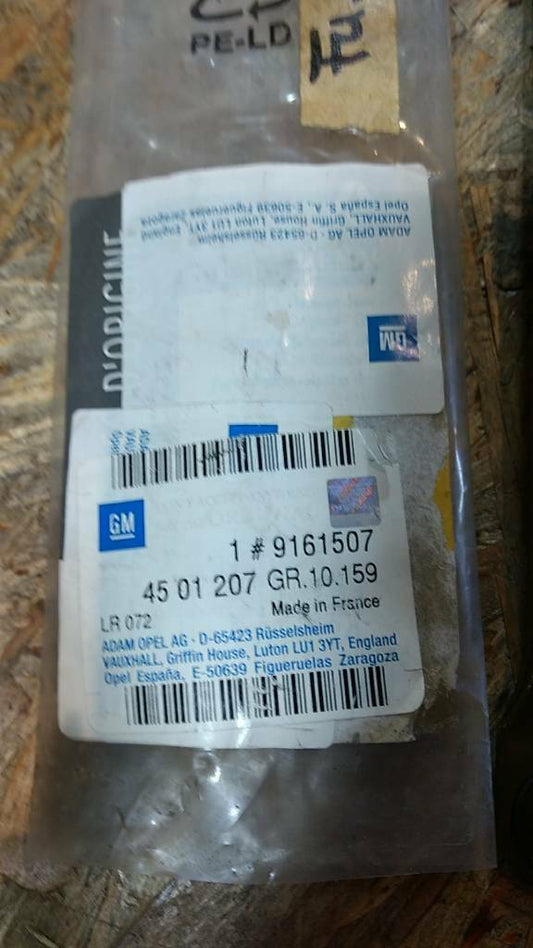 PE-LD
D'ORIGINE
ADAM OPEL AG · D-65423 Rüsselsheim
VAUXHALL, Griffin House, Luton LU1 3YT, England
Opel España S. A., E-50639 Figueruelas Zaragoza
GM
GM
1 # 9161507
45 01 207 GR.10.159
Made in France
LR 072
ADAM OPEL AG · D-65423 Rüsselsheim
VAUXHALL, Griffin House, Luton LU1 3YT, England
Opel España, E-50639 Figueruelas Zaragoza